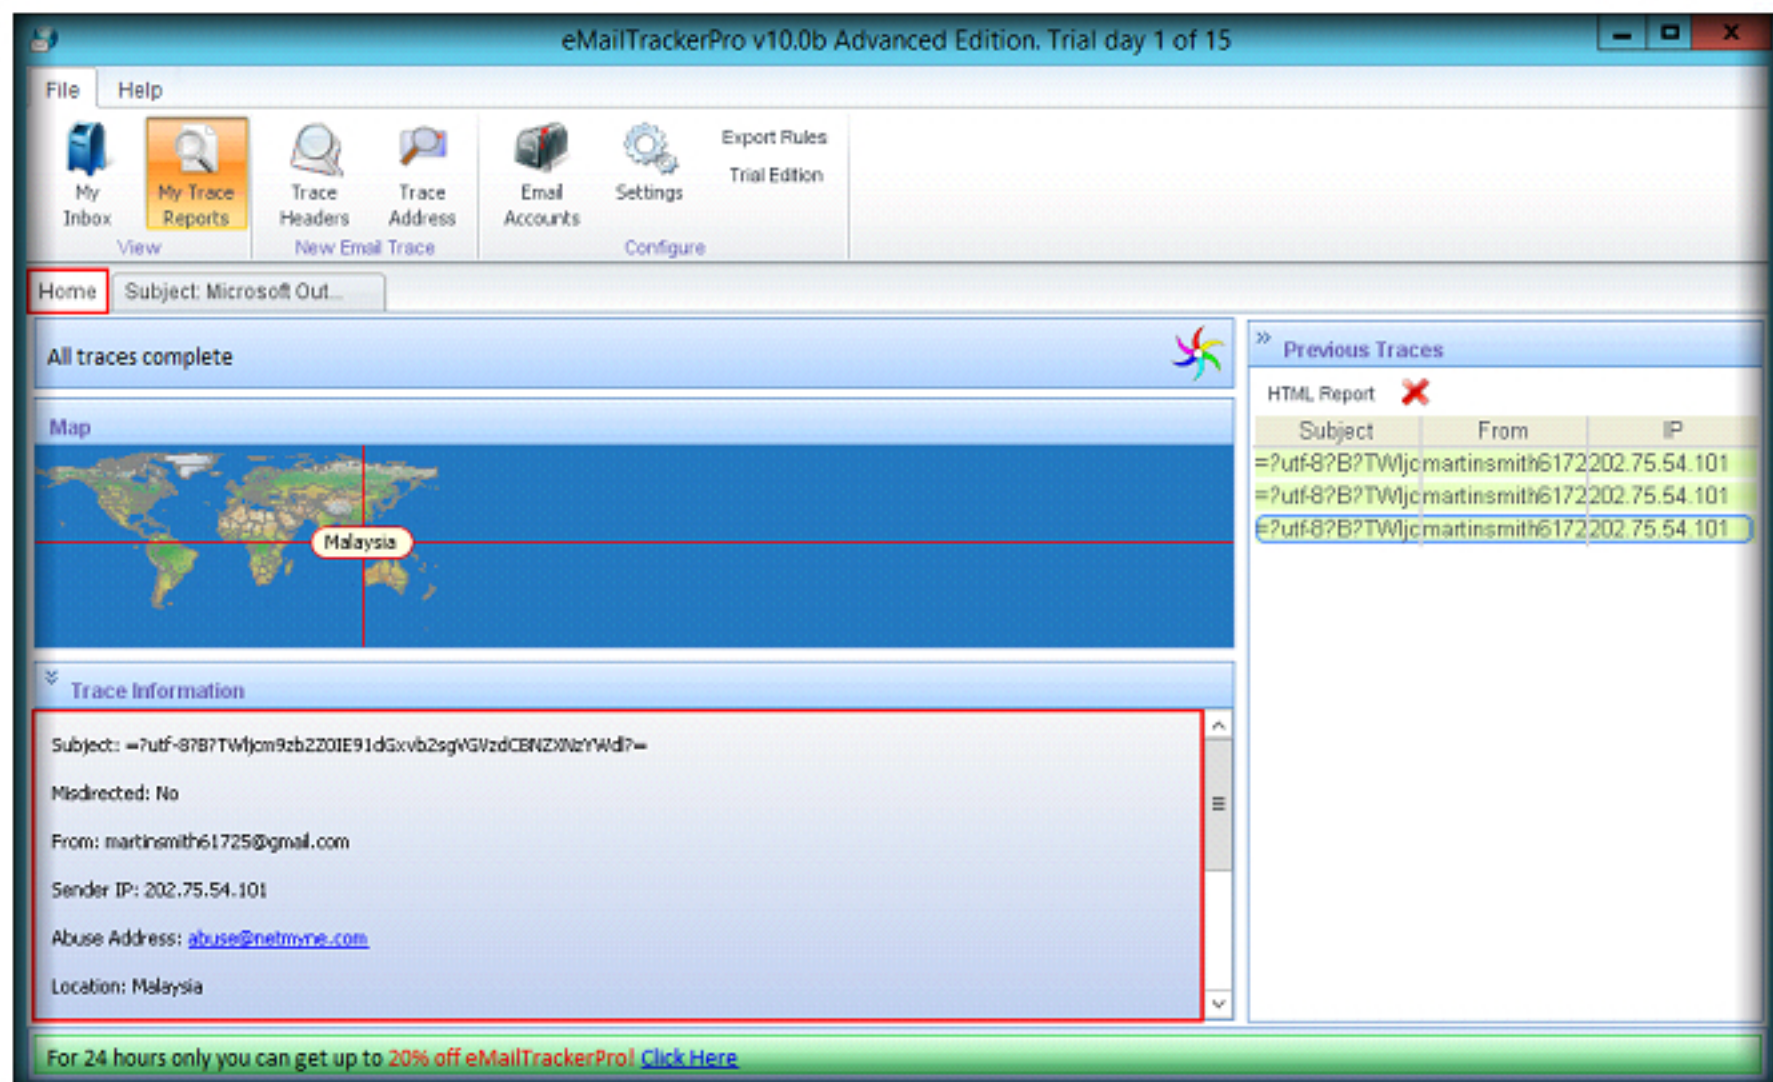 eMailTrackerPro v10.0b Advanced Edition. Trial day 1 of 15
File Help
My Inbox
My Trace Reports
Trace Headers
Trace Address
Email Accounts
Settings
Export Rules
Trial Edition
View
New Email Trace
Configure
Home
Subject: Microsoft Out...
All traces complete
Map
Malaysia
Trace Information
Misdirected: No
From: martinsmith61725@gmail.com
Sender IP: 202.75.54.101
Abuse Address: abuse@netmyne.com
Location: Malaysia
Previous Traces
HTML Report
Subject From IP
=?utf-8?B?TWljc martinsmith6172 202.75.54.101
=?utf-8?B?TWljc martinsmith6172 202.75.54.101
=?utf-8?B?TWljc martinsmith6172 202.75.54.101
For 24 hours only you can get up to 20% off eMailTrackerPro! Click Here